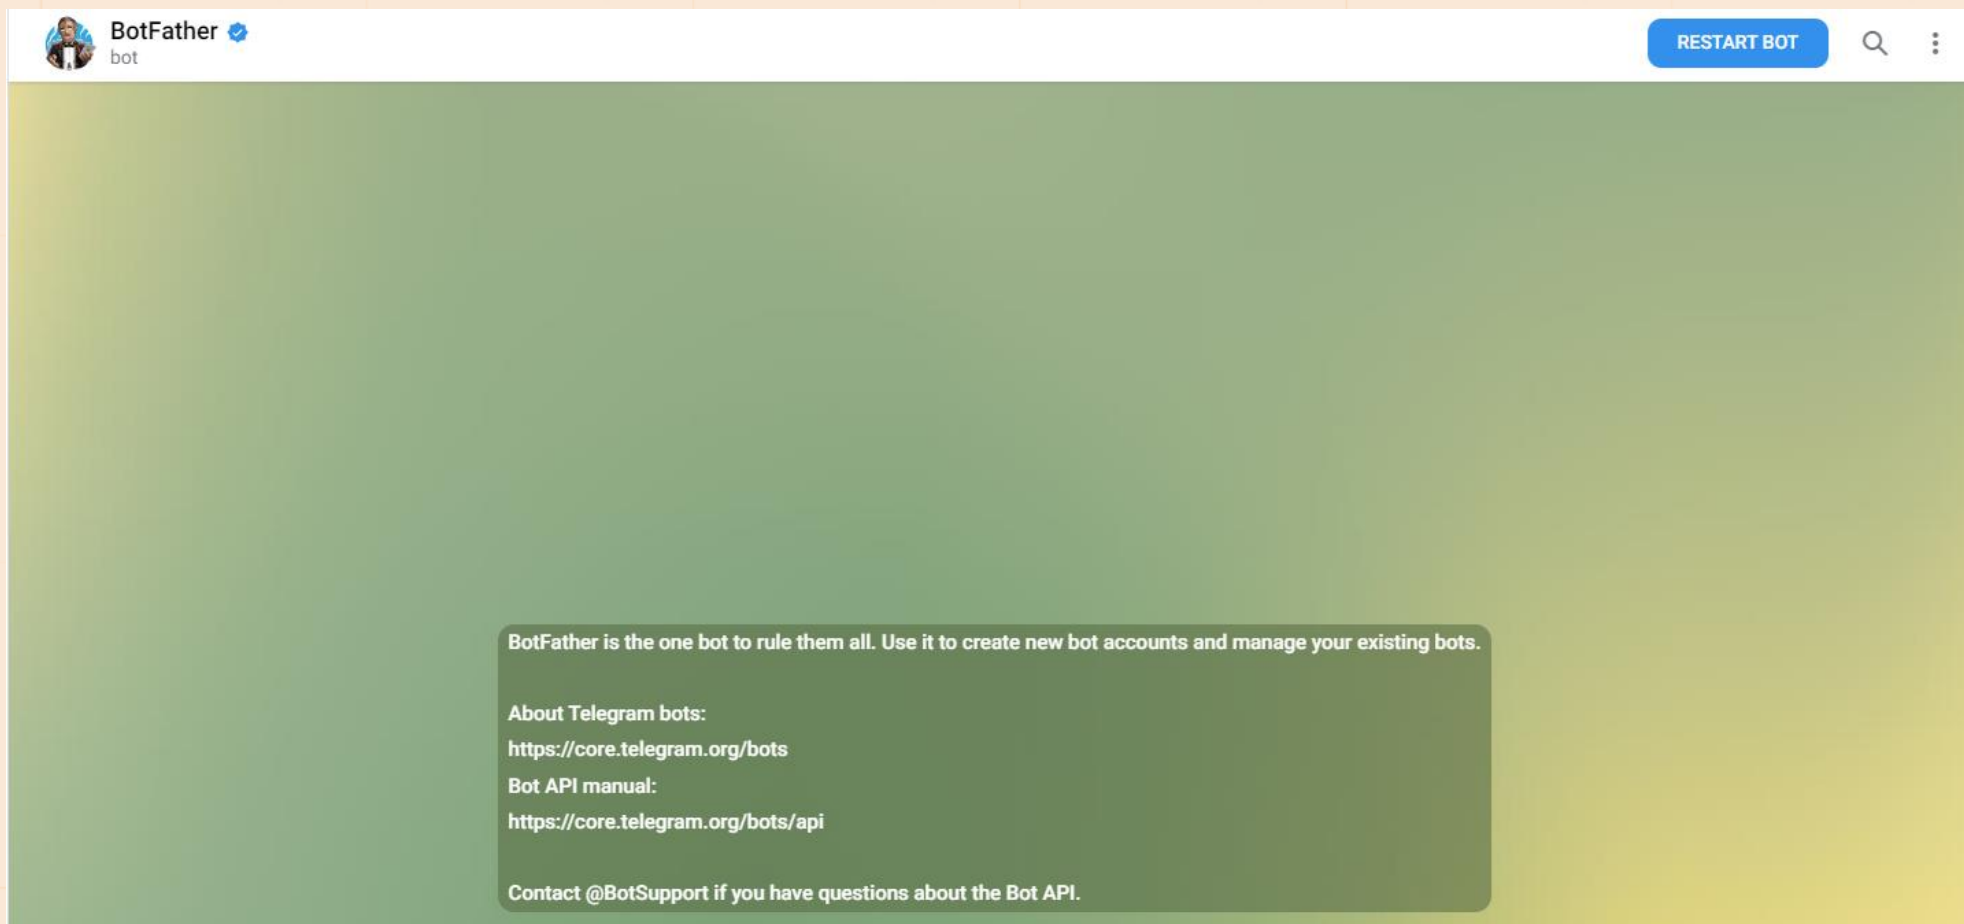 BotFather
bot
RESTART BOT
BotFather is the one bot to rule them all. Use it to create new bot accounts and manage your existing bots.
About Telegram bots:
https://core.telegram.org/bots
Bot API manual:
https://core.telegram.org/bots/api
Contact @BotSupport if you have questions about the Bot API.